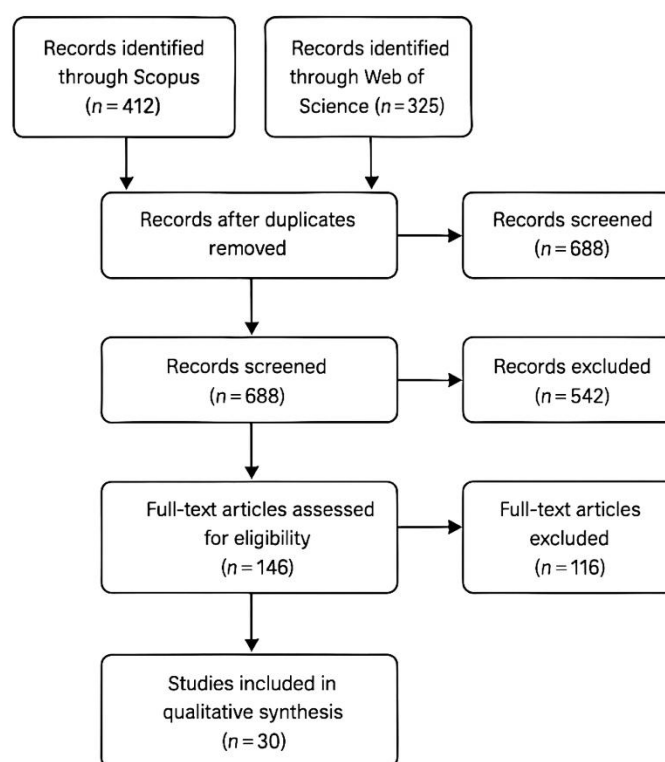 Records identified
through Scopus
(n = 412)
Records identified
through Web of
Science (n = 325)
Records after duplicates
removed
Records screened
(n = 688)
Records screened
(n = 688)
Records excluded
(n = 542)
Full-text articles assessed
for eligibility
(n = 146)
Full-text articles
excluded
(n = 116)
Studies included in
qualitative synthesis
(n = 30)